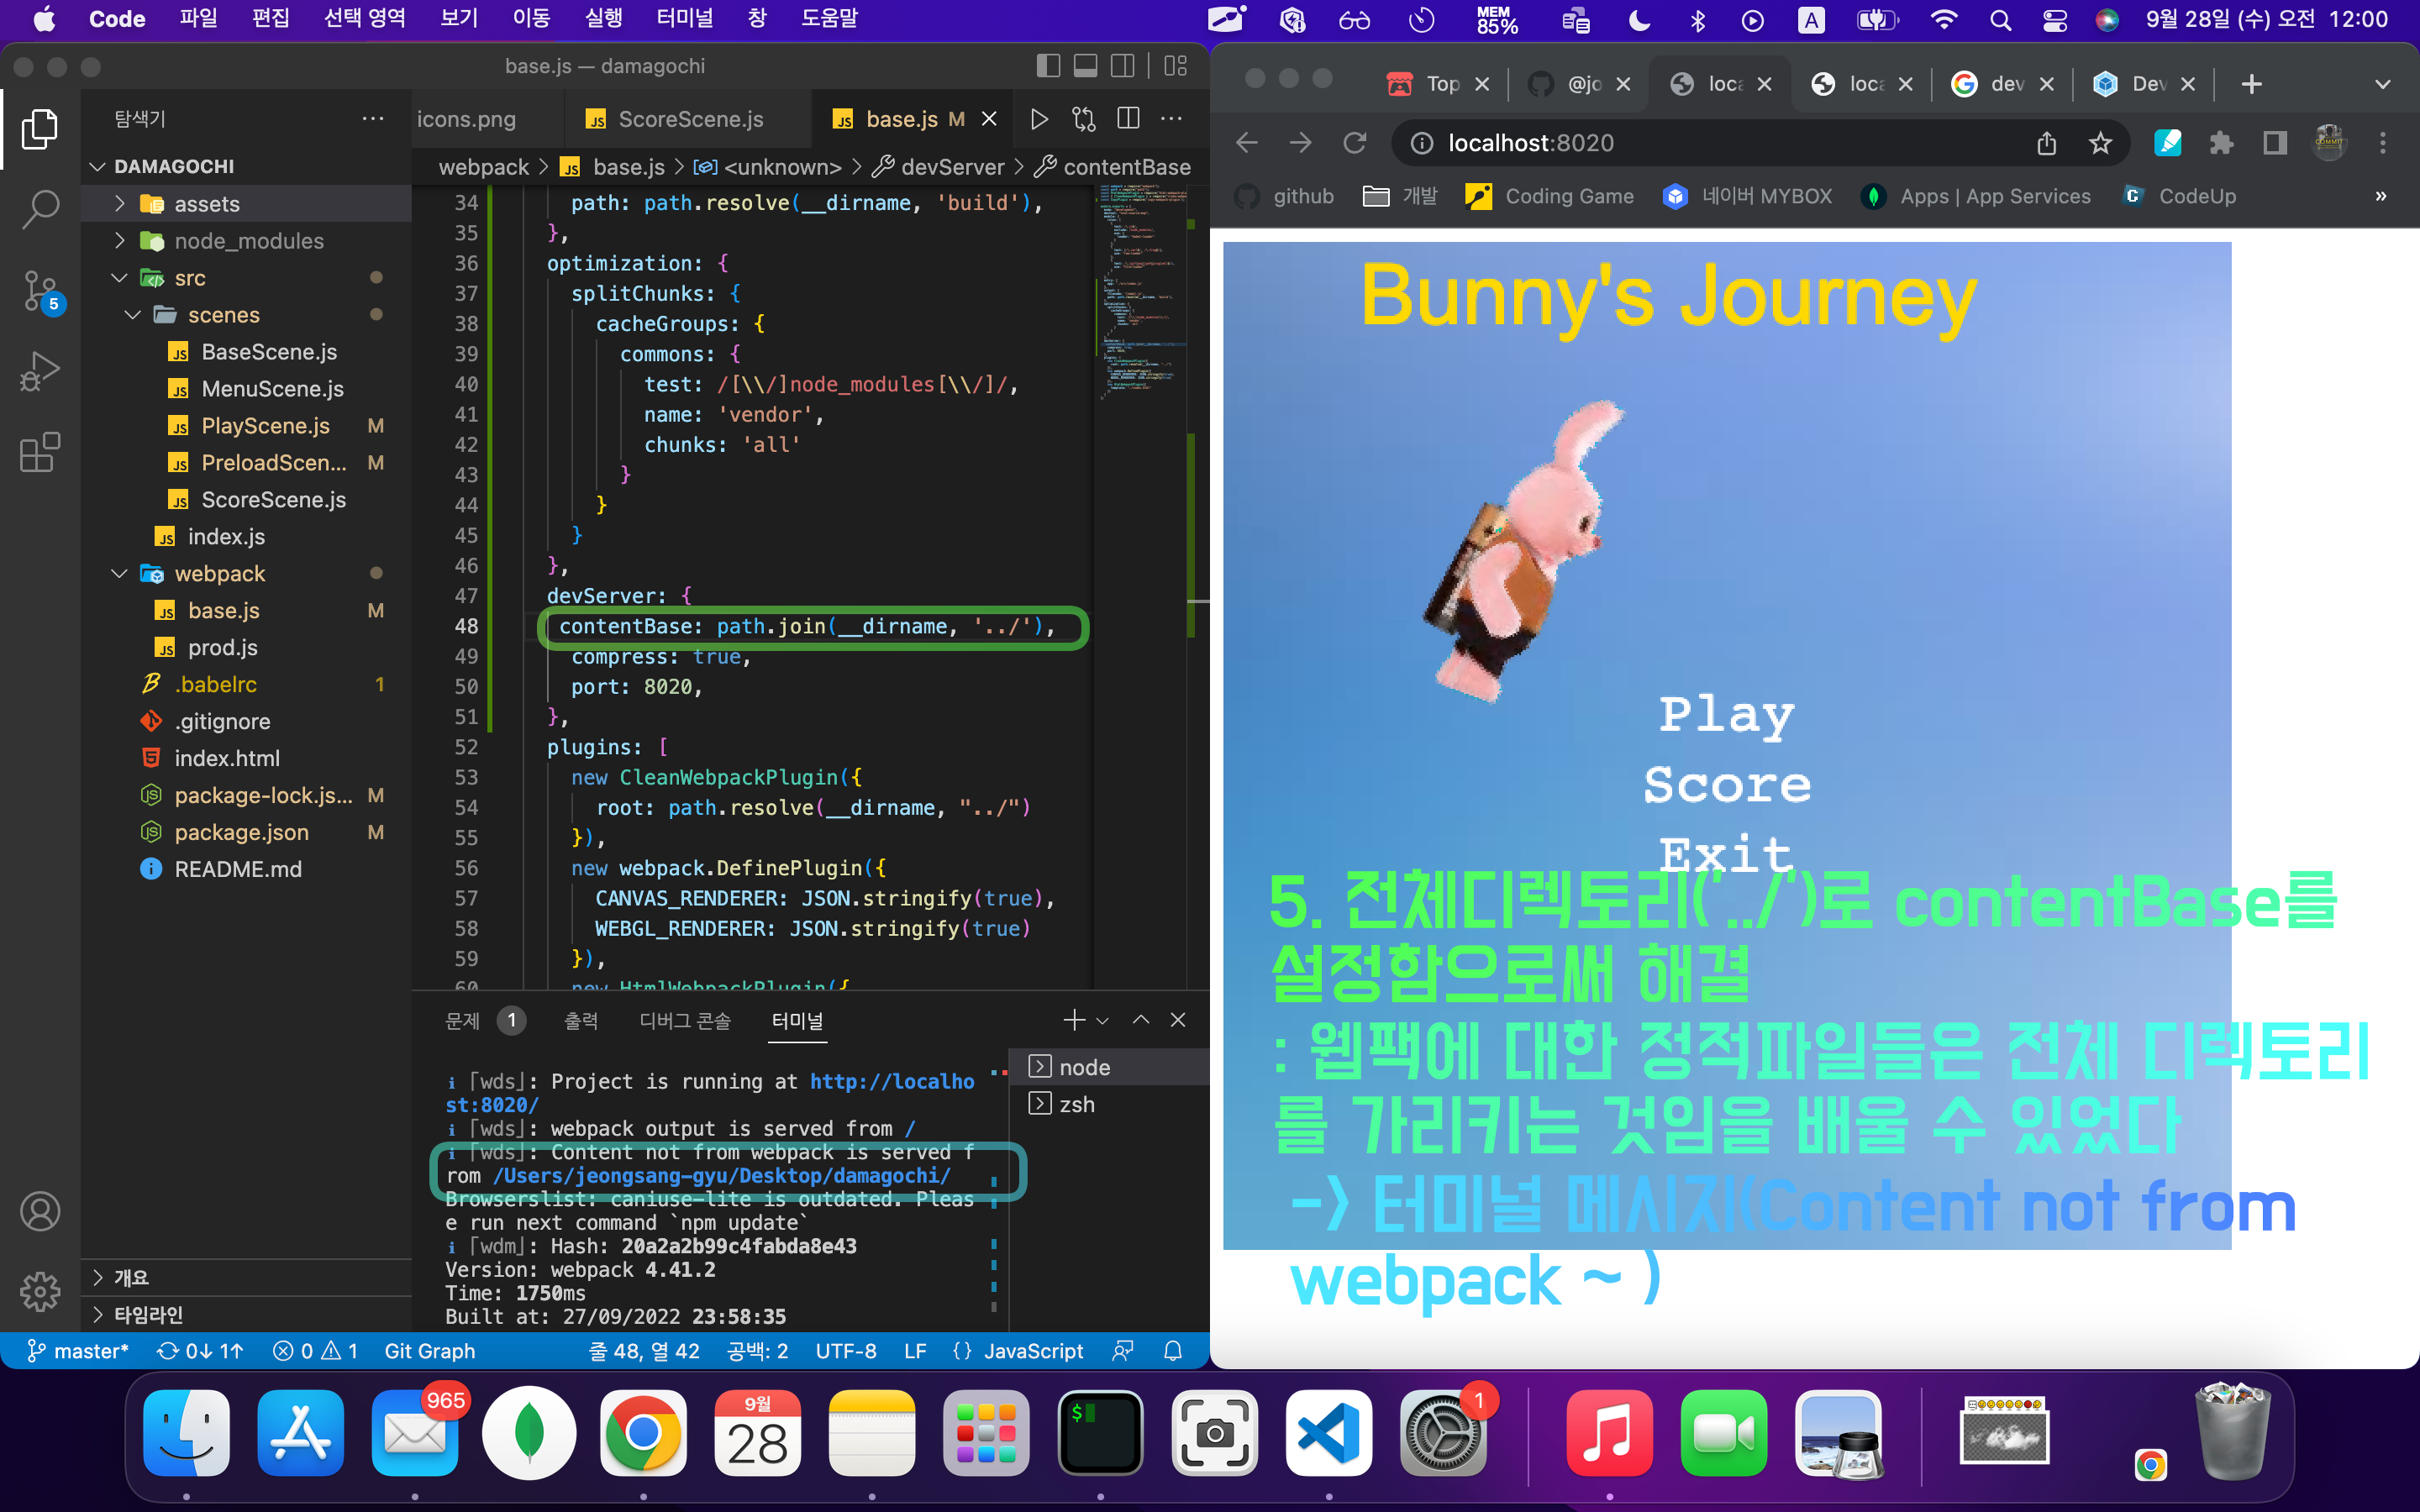 Code 파일 편집 선택 영역 보기 이동 실행 터미널 창 도움말 MEM 85% A 9월 28일 (수) 오전 12:00
base.js — damagochi
탐색기
icons.png ScoreScene.js base.js M
DAMAGOCHI
webpack > base.js > <unknown> > devServer > contentBase
assets
node_modules
src
scenes
BaseScene.js
MenuScene.js
PlayScene.js M
PreloadScen... M
ScoreScene.js
index.js
webpack
base.js M
prod.js
.babelrc 1
.gitignore
index.html
package-lock.js... M
package.json M
README.md
개요
타임라인
5
34 path: path.resolve(__dirname, 'build'),
35 },
36 optimization: {
37 splitChunks: {
38 cacheGroups: {
39 commons: {
40 test: /[\\/]node_modules[\\/]/,
41 name: 'vendor',
42 chunks: 'all'
43 }
44 }
45 }
46 },
47 devServer: {
48 contentBase: path.join(__dirname, '../'),
49 compress: true,
50 port: 8020,
51 },
52 plugins: [
53 new CleanWebpackPlugin({
54 root: path.resolve(__dirname, "../")
55 }),
56 new webpack.DefinePlugin({
57 CANVAS_RENDERER: JSON.stringify(true),
58 WEBGL_RENDERER: JSON.stringify(true)
59 }),
60 new HtmlWebpackPlugin({
문제 1 출력 디버그 콘솔 터미널
i ｢wds｣: Project is running at http://localho
st:8020/
i ｢wds｣: webpack output is served from /
i ｢wds｣: Content not from webpack is served f
rom /Users/jeongsang-gyu/Desktop/damagochi/
Browserslist: caniuse-lite is outdated. Pleas
e run next command `npm update`
i ｢wdm｣: Hash: 20a2a2b99c4fabda8e43
Version: webpack 4.41.2
Time: 1750ms
Built at: 27/09/2022 23:58:35
node
zsh
master* 0↓ 1↑ 0 1 Git Graph 줄 48, 열 42 공백: 2 UTF-8 LF {} JavaScript
Top @jo loca loca dev Dev
localhost:8020
github 개발 Coding Game 네이버 MYBOX Apps | App Services CodeUp »
Bunny's Journey
Play
Score
Exit
5. 전체디렉토리('../')로 contentBase를
설정함으로써 해결
: 웹팩에 대한 정적파일들은 전체 디렉토리
를 가리키는 것임을 배울 수 있었다
-> 터미널 메시지(Content not from
webpack ~ )
965
9월
28
$
1